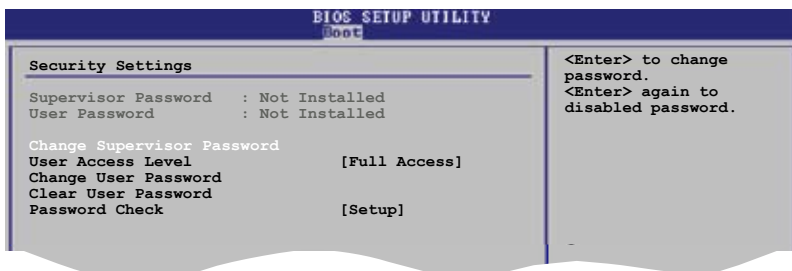 BIOS SETUP UTILITY
Boot
Security Settings
Supervisor Password : Not Installed
User Password : Not Installed
Change Supervisor Password
User Access Level [Full Access]
Change User Password
Clear User Password
Password Check [Setup]
<Enter> to change
password.
<Enter> again to
disabled password.